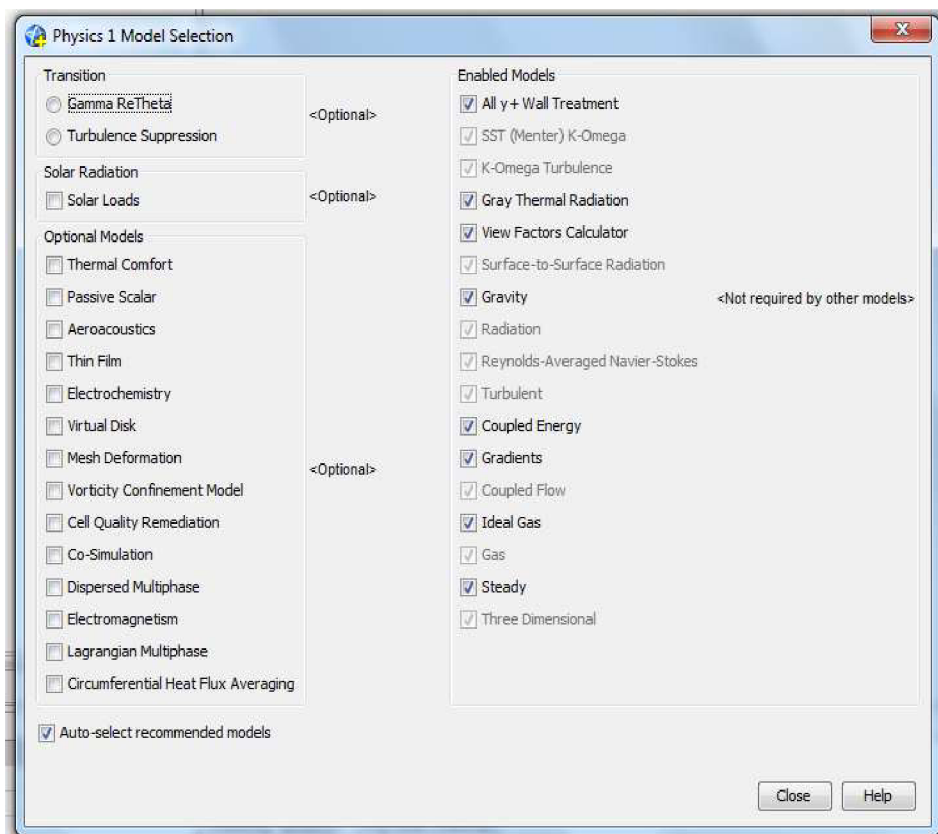 Physics 1 Model Selection
Transition
Gamma ReTheta
Turbulence Suppression
<Optional>
Solar Radiation
Solar Loads
<Optional>
Optional Models
Thermal Comfort
Passive Scalar
Aeroacoustics
Thin Film
Electrochemistry
Virtual Disk
Mesh Deformation
Vorticity Confinement Model
Cell Quality Remediation
Co-Simulation
Dispersed Multiphase
Electromagnetism
Lagrangian Multiphase
Circumferential Heat Flux Averaging
<Optional>
Auto-select recommended models
Enabled Models
All y+ Wall Treatment
SST (Menter) K-Omega
K-Omega Turbulence
Gray Thermal Radiation
View Factors Calculator
Surface-to-Surface Radiation
Gravity <Not required by other models>
Radiation
Reynolds-Averaged Navier-Stokes
Turbulent
Coupled Energy
Gradients
Coupled Flow
Ideal Gas
Gas
Steady
Three Dimensional
Close Help